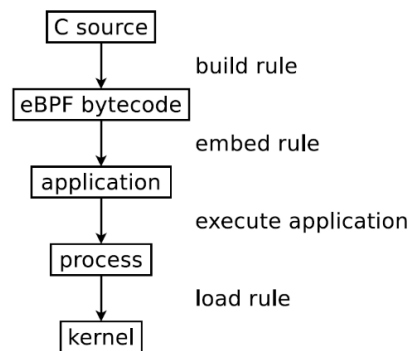 C source
build rule
eBPF bytecode
embed rule
application
execute application
process
load rule
kernel